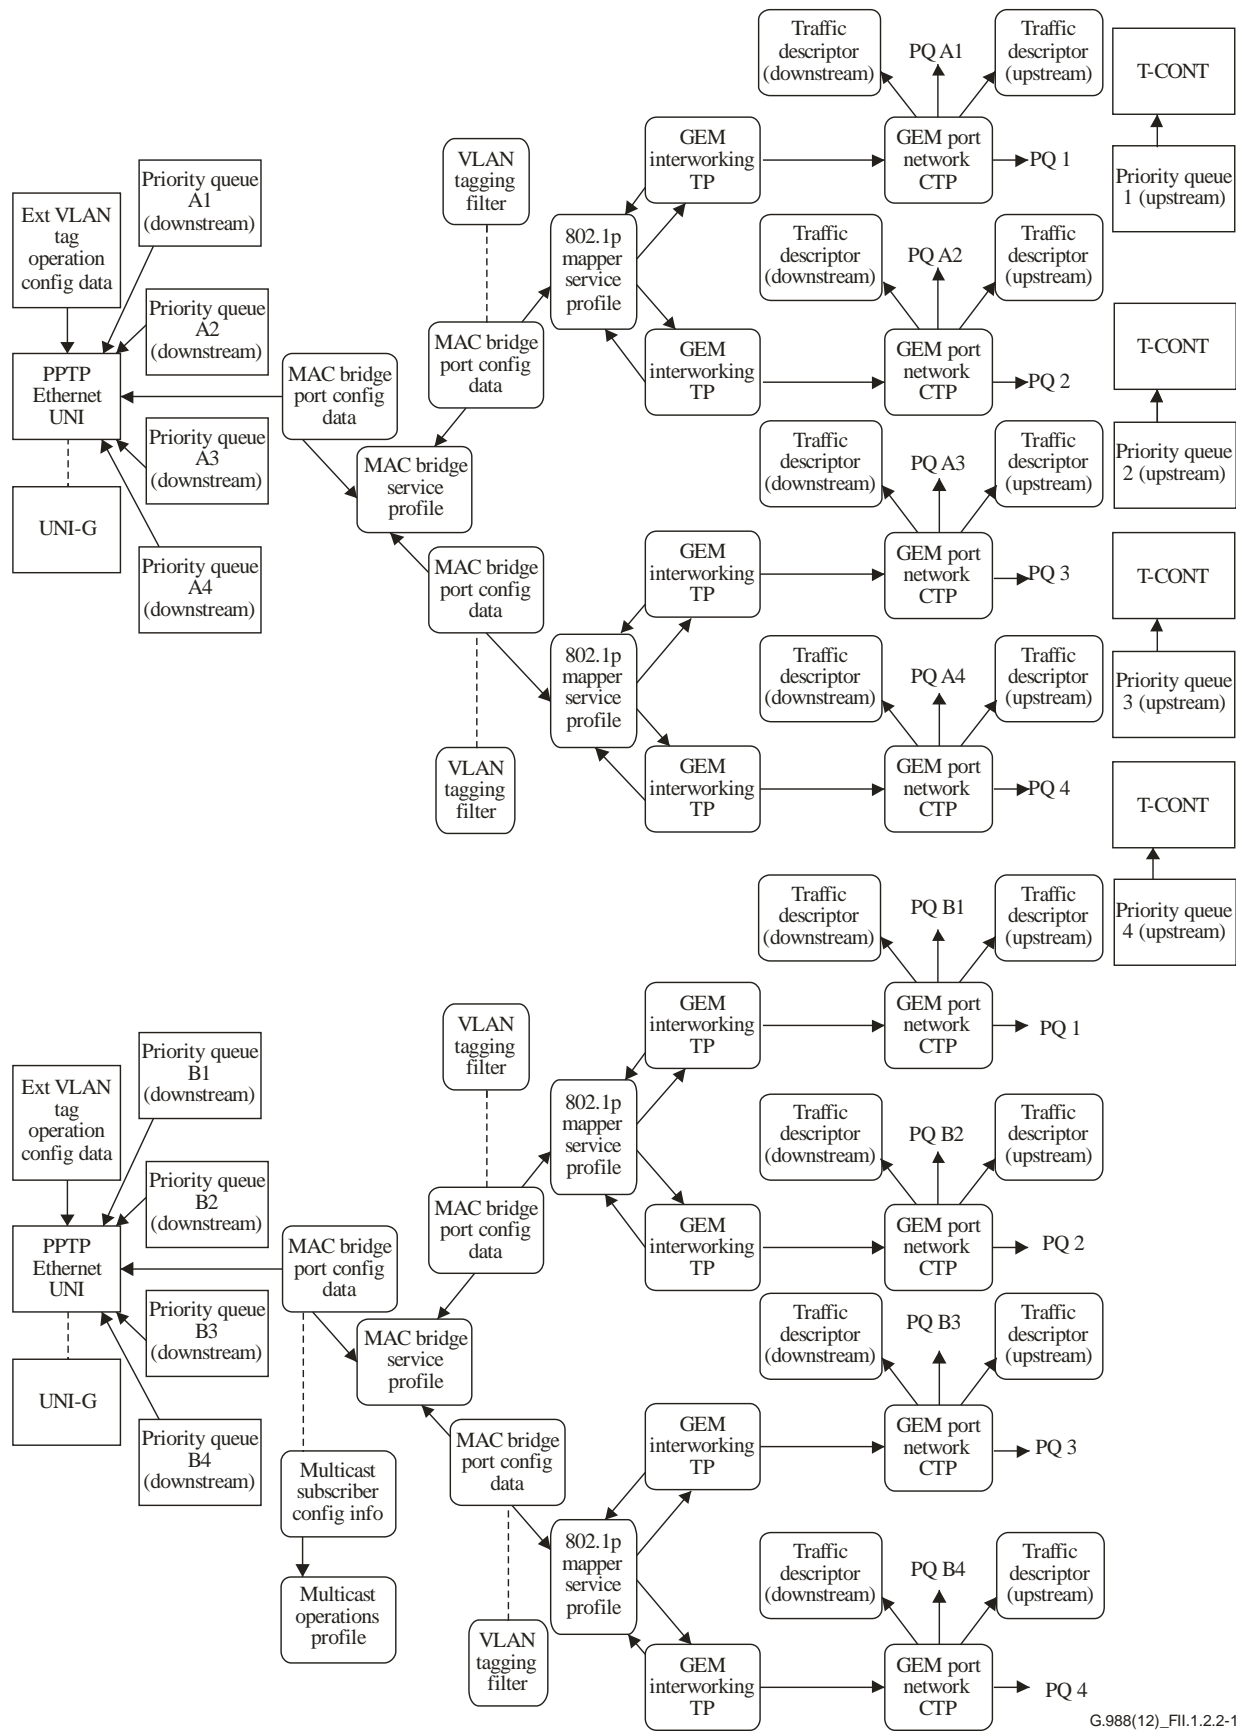 Traffic
descriptor
(downstream)
PQ A1
Traffic
descriptor
(upstream)
T-CONT
GEM
interworking
TP
GEM port
network
CTP
PQ 1
VLAN
tagging
filter
Priority queue
A1
(downstream)
Priority queue
1 (upstream)
Ext VLAN
tag
operation
config data
802.1p
mapper
service
profile
Traffic
descriptor
(downstream)
PQ A2
Traffic
descriptor
(upstream)
Priority queue
A2
(downstream)
MAC bridge
port config
data
GEM
interworking
TP
GEM port
network
CTP
PQ 2
T-CONT
PPTP
Ethernet
UNI
MAC bridge
port config
data
Priority queue
A3
(downstream)
MAC bridge
service
profile
Traffic
descriptor
(downstream)
PQ A3
Traffic
descriptor
(upstream)
Priority queue
2 (upstream)
UNI-G
Priority queue
A4
(downstream)
MAC bridge
port config
data
GEM
interworking
TP
GEM port
network
CTP
PQ 3
T-CONT
802.1p
mapper
service
profile
Traffic
descriptor
(downstream)
PQ A4
Traffic
descriptor
(upstream)
Priority queue
3 (upstream)
VLAN
tagging
filter
GEM
interworking
TP
GEM port
network
CTP
PQ 4
T-CONT
Traffic
descriptor
(downstream)
PQ B1
Traffic
descriptor
(upstream)
Priority queue
4 (upstream)
VLAN
tagging
filter
GEM
interworking
TP
GEM port
network
CTP
PQ 1
Priority queue
B1
(downstream)
Ext VLAN
tag
operation
config data
802.1p
mapper
service
profile
Traffic
descriptor
(downstream)
PQ B2
Traffic
descriptor
(upstream)
Priority queue
B2
(downstream)
MAC bridge
port config
data
GEM
interworking
TP
GEM port
network
CTP
PQ 2
PPTP
Ethernet
UNI
MAC bridge
port config
data
Priority queue
B3
(downstream)
MAC bridge
service
profile
Traffic
descriptor
(downstream)
PQ B3
Traffic
descriptor
(upstream)
UNI-G
Priority queue
B4
(downstream)
MAC bridge
port config
data
GEM
interworking
TP
GEM port
network
CTP
PQ 3
Multicast
subscriber
config info
802.1p
mapper
service
profile
Traffic
descriptor
(downstream)
PQ B4
Traffic
descriptor
(upstream)
Multicast
operations
profile
VLAN
tagging
filter
GEM
interworking
TP
GEM port
network
CTP
PQ 4
G.988(12)_FII.1.2.2-1